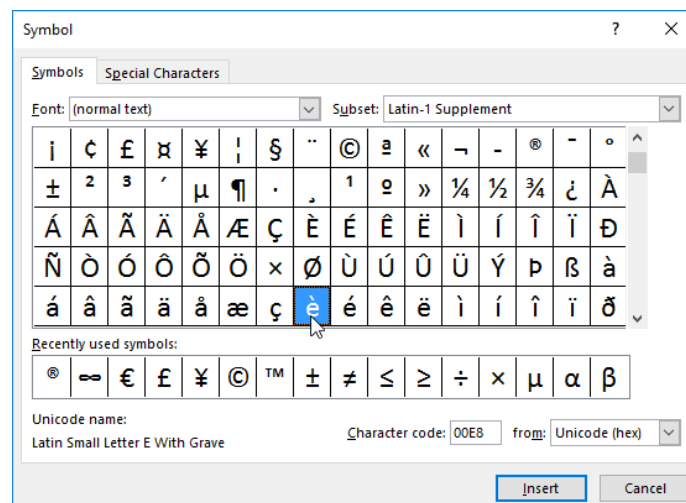 Symbol ?
Symbols Special Characters
Font: (normal text) Subset: Latin-1 Supplement
¡ ¢ £ ¤ ¥ ¦ § ¨ © ª « ¬ - ® ¯ °
± ² ³ ´ µ ¶ · ¸ ¹ º » ¼ ½ ¾ ¿ À
Á Â Ã Ä Å Æ Ç È É Ê Ë Ì Í Î Ï Ð
Ñ Ò Ó Ô Õ Ö × Ø Ù Ú Û Ü Ý Þ ß à
á â ã ä å æ ç è é ê ë ì í î ï ð
Recently used symbols:
® ∞ € £ ¥ © ™ ± ≠ ≤ ≥ ÷ × µ α β
Unicode name:
Latin Small Letter E With Grave
Character code: 00E8 from: Unicode (hex)
Insert Cancel